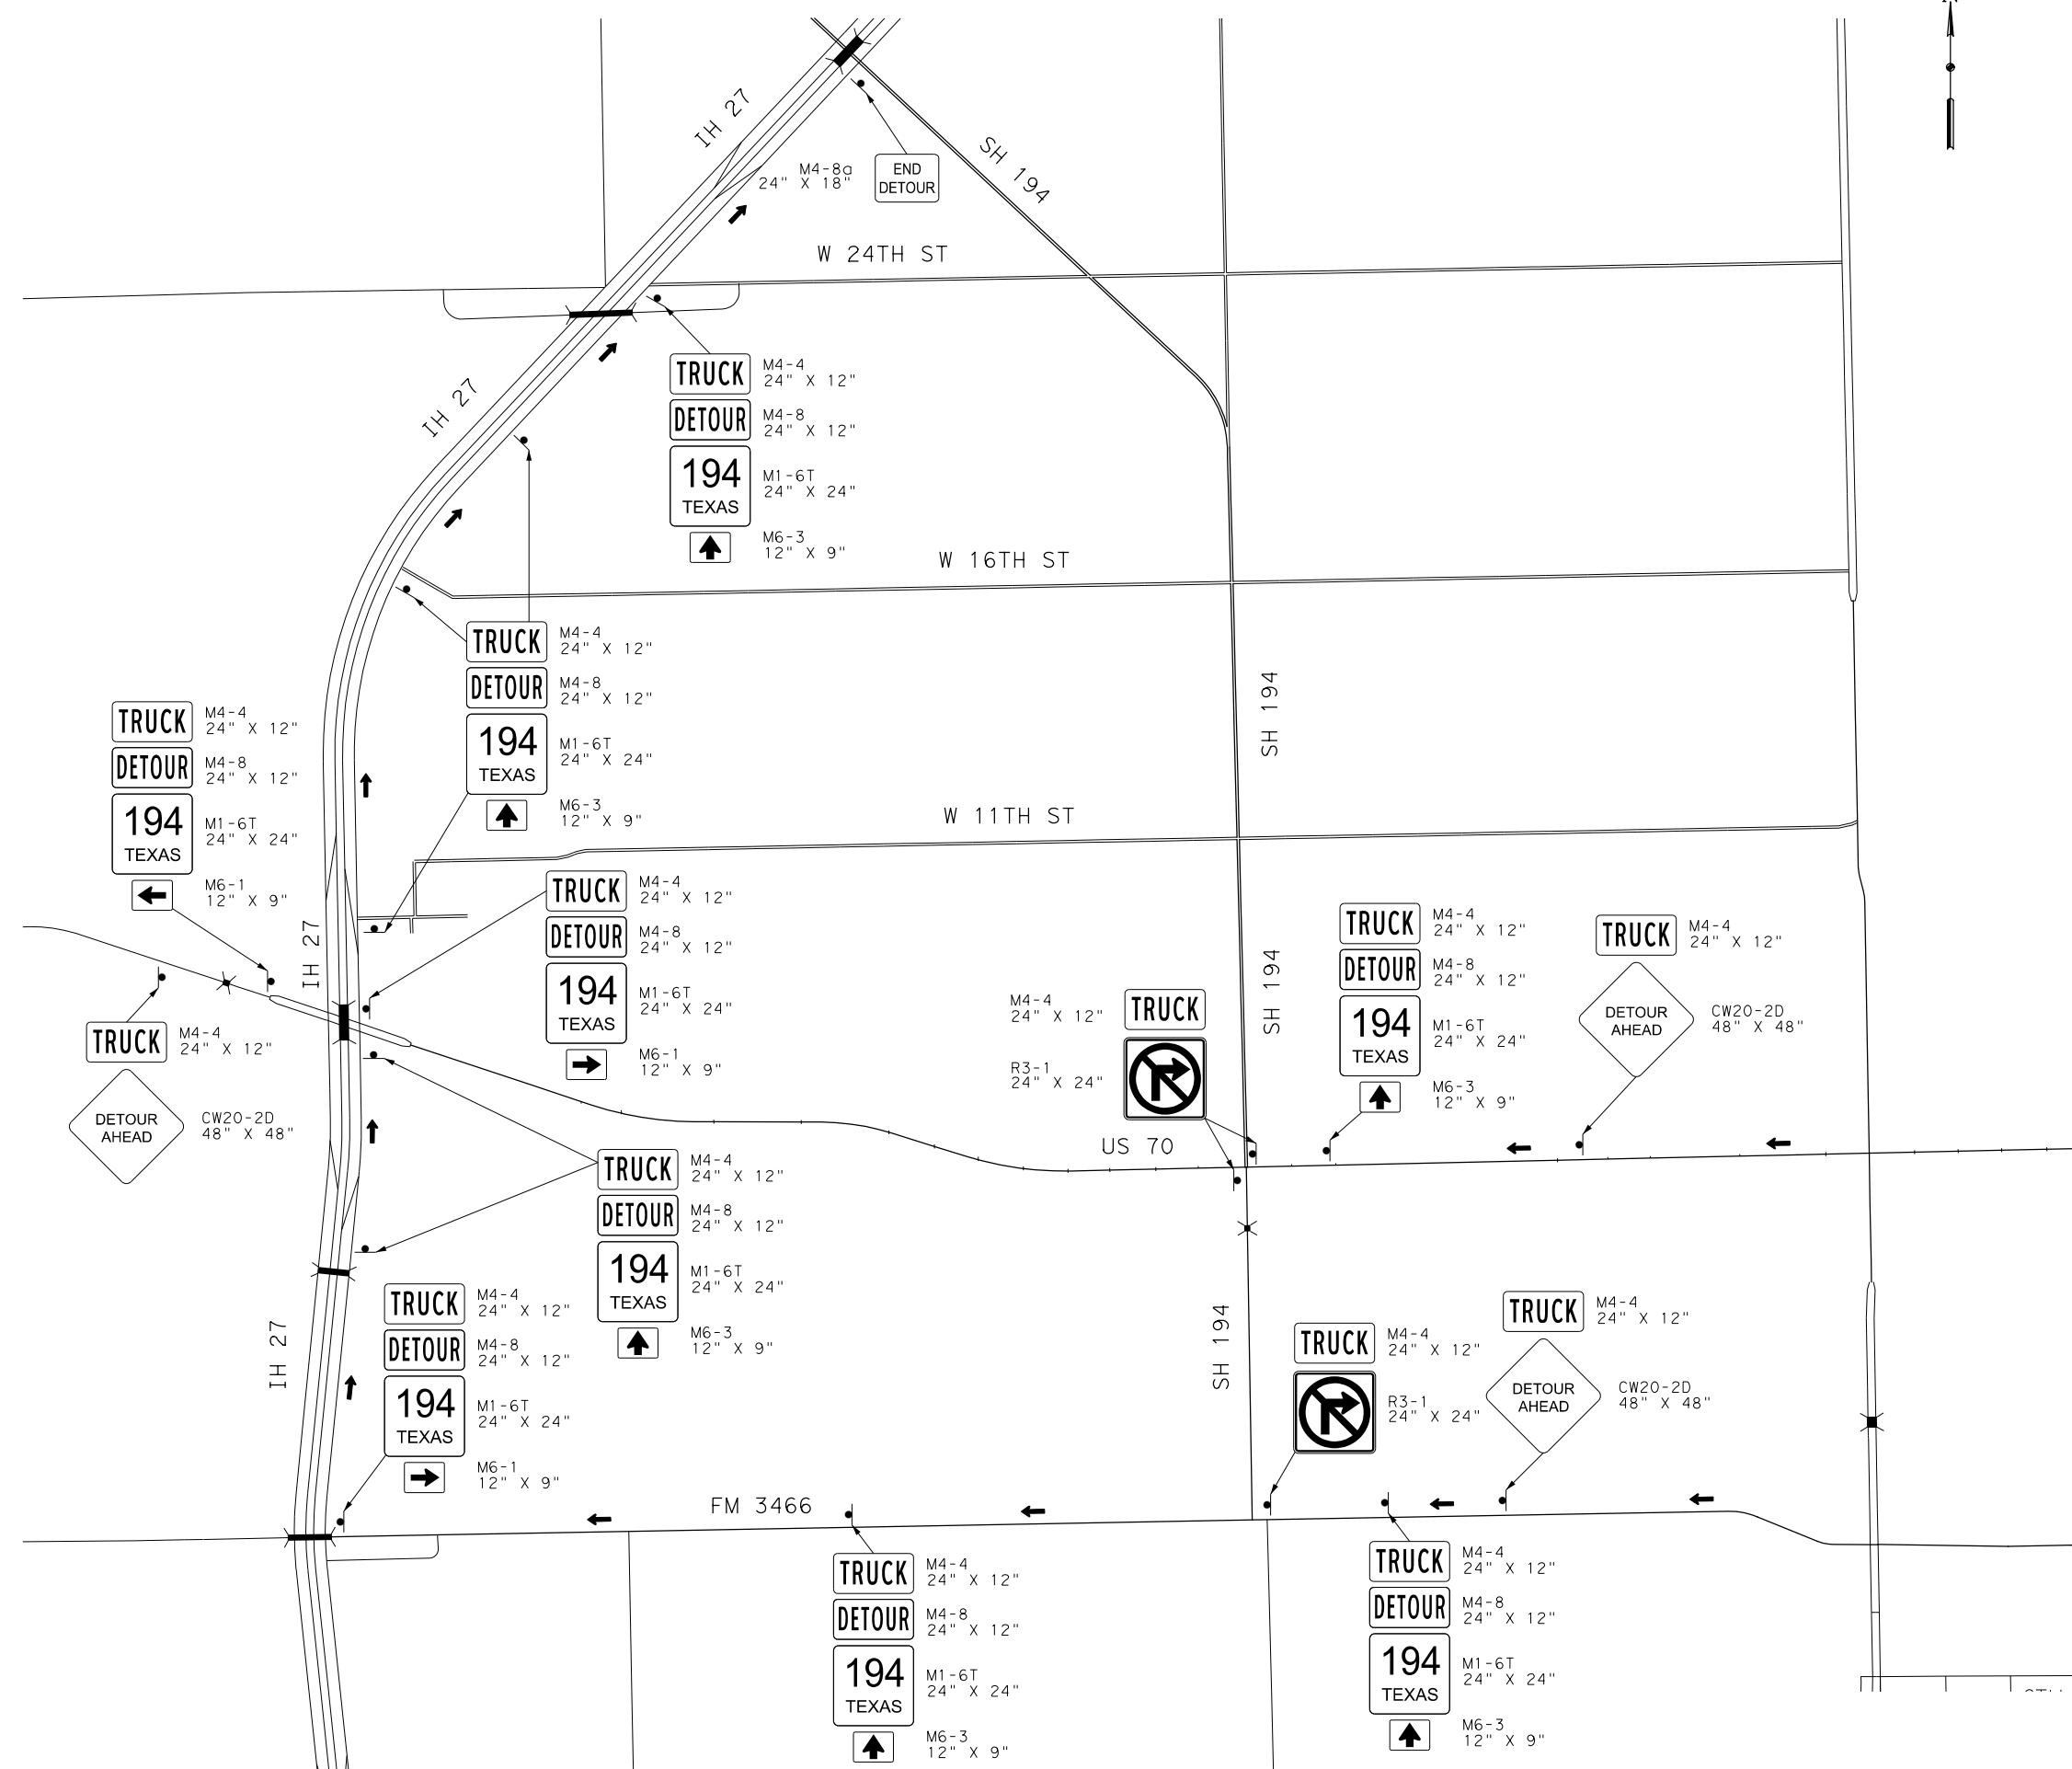 N
IH 27
SH 194
M4-8a
24" X 18"
END
DETOUR
W 24TH ST
IH 27
TRUCK
M4-4
24" X 12"
DETOUR
M4-8
24" X 12"
194
TEXAS
M1-6T
24" X 24"
M6-3
12" X 9"
W 16TH ST
TRUCK
M4-4
24" X 12"
DETOUR
M4-8
24" X 12"
194
TEXAS
M1-6T
24" X 24"
M6-3
12" X 9"
SH 194
TRUCK
M4-4
24" X 12"
DETOUR
M4-8
24" X 12"
194
TEXAS
M1-6T
24" X 24"
M6-1
12" X 9"
W 11TH ST
IH 27
TRUCK
M4-4
24" X 12"
DETOUR
M4-8
24" X 12"
194
TEXAS
M1-6T
24" X 24"
M6-1
12" X 9"
TRUCK
M4-4
24" X 12"
DETOUR
AHEAD
CW20-2D
48" X 48"
M4-4
24" X 12"
TRUCK
R3-1
24" X 24"
SH 194
TRUCK
M4-4
24" X 12"
DETOUR
M4-8
24" X 12"
194
TEXAS
M1-6T
24" X 24"
M6-3
12" X 9"
TRUCK
M4-4
24" X 12"
DETOUR
AHEAD
CW20-2D
48" X 48"
US 70
TRUCK
M4-4
24" X 12"
DETOUR
M4-8
24" X 12"
194
TEXAS
M1-6T
24" X 24"
M6-3
12" X 9"
IH 27
TRUCK
M4-4
24" X 12"
DETOUR
M4-8
24" X 12"
194
TEXAS
M1-6T
24" X 24"
M6-1
12" X 9"
SH 194
TRUCK
M4-4
24" X 12"
R3-1
24" X 24"
TRUCK
M4-4
24" X 12"
DETOUR
AHEAD
CW20-2D
48" X 48"
FM 3466
TRUCK
M4-4
24" X 12"
DETOUR
M4-8
24" X 12"
194
TEXAS
M1-6T
24" X 24"
M6-3
12" X 9"
TRUCK
M4-4
24" X 12"
DETOUR
M4-8
24" X 12"
194
TEXAS
M1-6T
24" X 24"
M6-3
12" X 9"